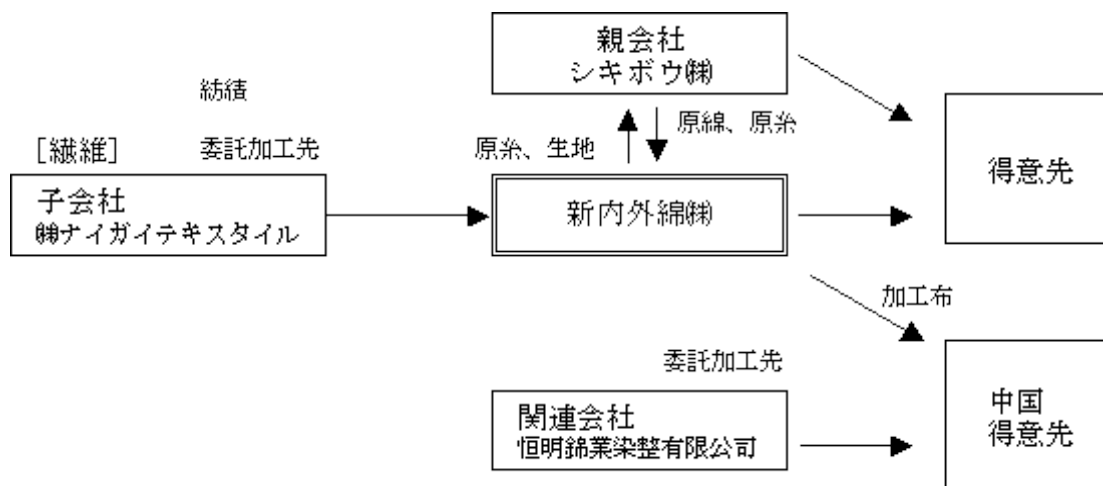 親会社
シキボウ㈱
紡績
原綿、原糸
[繊維]
委託加工先
原糸、生地
得意先
子会社
㈱ナイガイテキスタイル
新内外綿㈱
加工布
委託加工先
中国
得意先
関連会社
恒明錦業染整有限公司